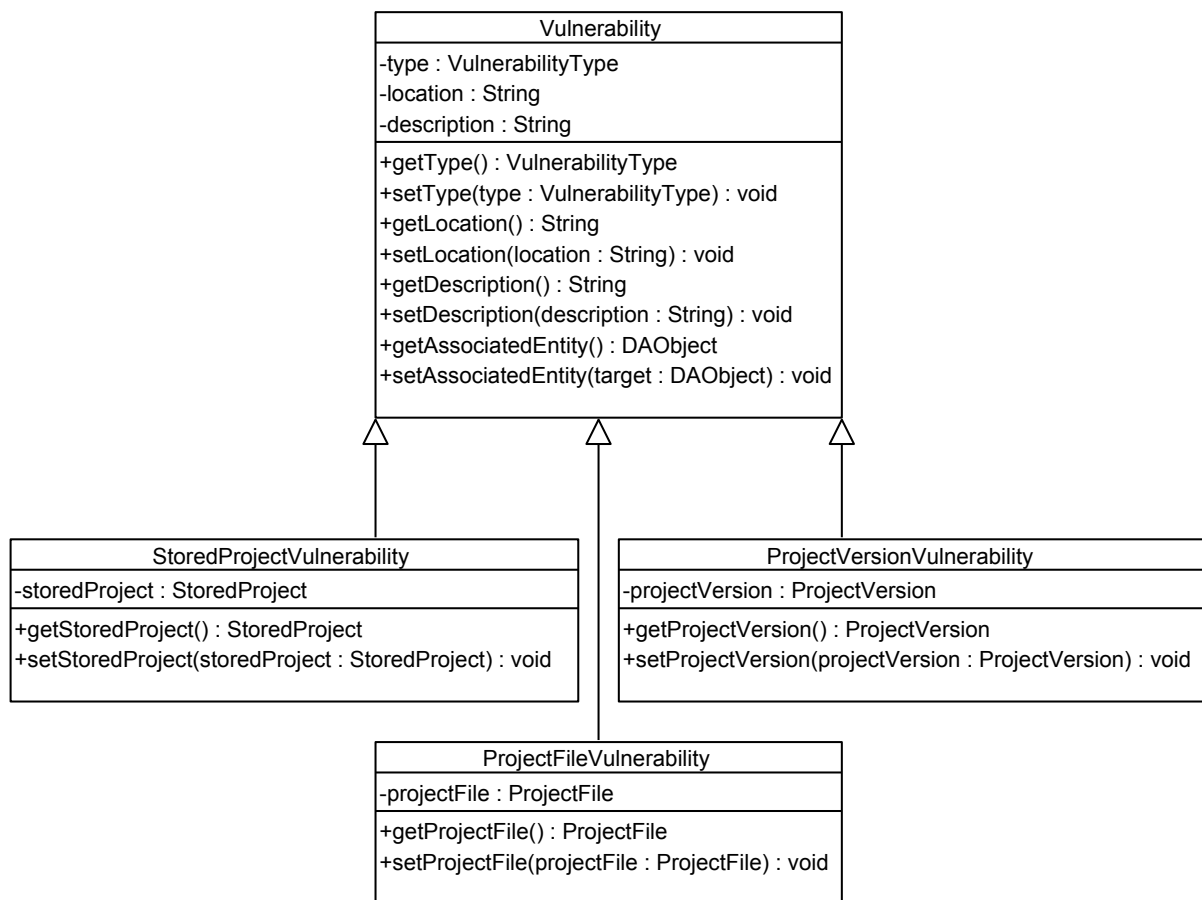 Vulnerability
-type : VulnerabilityType
-location : String
-description : String
+getType() : VulnerabilityType
+setType(type : VulnerabilityType) : void
+getLocation() : String
+setLocation(location : String) : void
+getDescription() : String
+setDescription(description : String) : void
+getAssociatedEntity() : DAObject
+setAssociatedEntity(target : DAObject) : void
StoredProjectVulnerability
-storedProject : StoredProject
+getStoredProject() : StoredProject
+setStoredProject(storedProject : StoredProject) : void
ProjectVersionVulnerability
-projectVersion : ProjectVersion
+getProjectVersion() : ProjectVersion
+setProjectVersion(projectVersion : ProjectVersion) : void
ProjectFileVulnerability
-projectFile : ProjectFile
+getProjectFile() : ProjectFile
+setProjectFile(projectFile : ProjectFile) : void